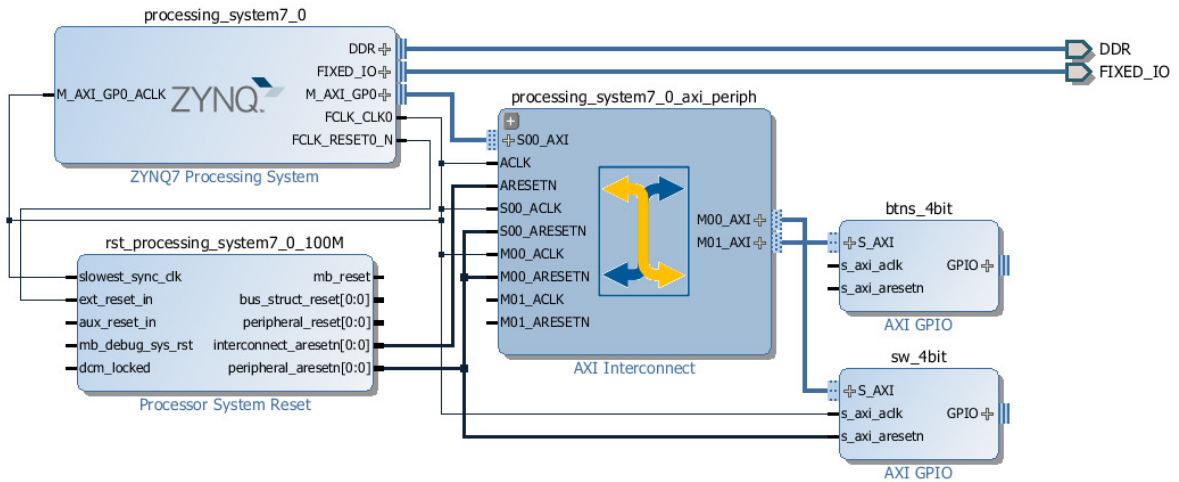 processing_system7_0
DDR
FIXED_IO
M_AXI_GP0_ACLK
ZYNQ
M_AXI_GP0
FCLK_CLK0
FCLK_RESET0_N
ZYNQ7 Processing System
DDR
FIXED_IO
processing_system7_0_axi_periph
S00_AXI
ACLK
ARESETN
S00_ACLK
S00_ARESETN
M00_ACLK
M00_ARESETN
M01_ACLK
M01_ARESETN
M00_AXI
M01_AXI
AXI Interconnect
rst_processing_system7_0_100M
slowest_sync_clk
ext_reset_in
aux_reset_in
mb_debug_sys_rst
dcm_locked
mb_reset
bus_struct_reset[0:0]
peripheral_reset[0:0]
interconnect_aresetn[0:0]
peripheral_aresetn[0:0]
Processor System Reset
btns_4bit
S_AXI
s_axi_aclk
s_axi_aresetn
GPIO
AXI GPIO
sw_4bit
S_AXI
s_axi_aclk
s_axi_aresetn
GPIO
AXI GPIO